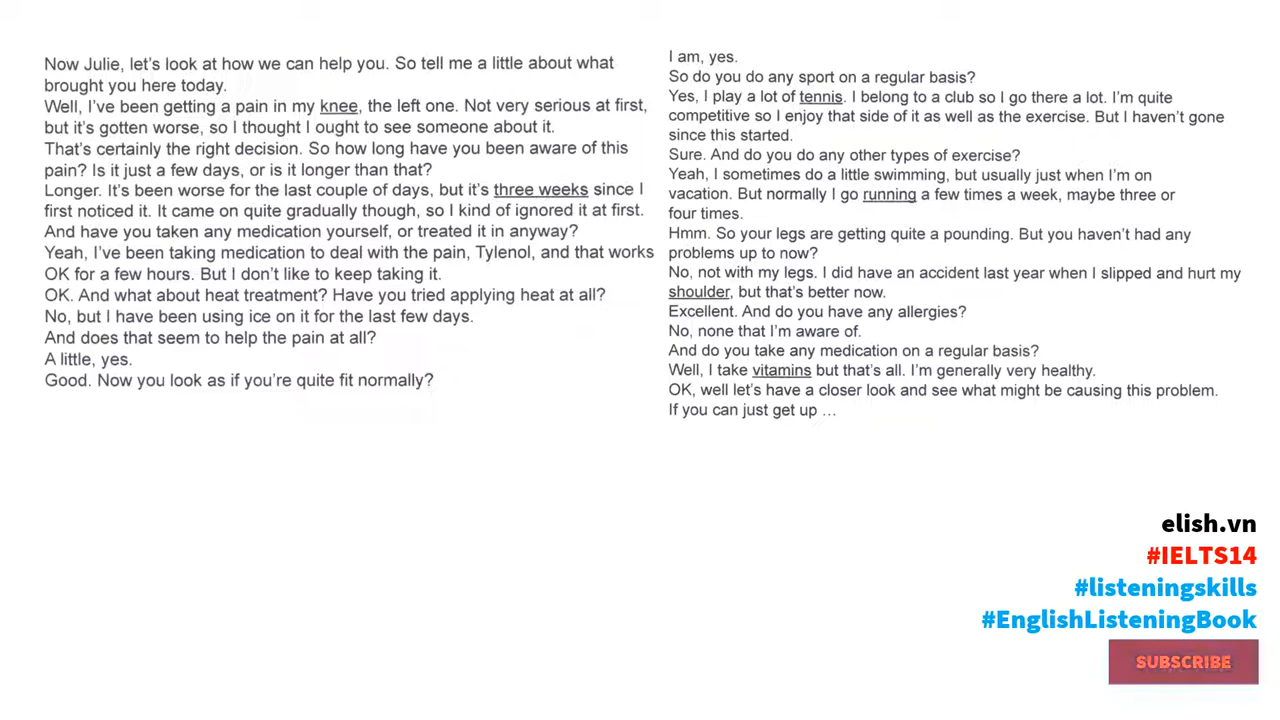 Now Julie, let's look at how we can help you. So tell me a little about what
brought you here today.
Well, I've been getting a pain in my knee, the left one. Not very serious at first,
but it's gotten worse, so I thought I ought to see someone about it.
That's certainly the right decision. So how long have you been aware of this
pain? Is it just a few days, or is it longer than that?
Longer. It's been worse for the last couple of days, but it's three weeks since I
first noticed it. It came on quite gradually though, so I kind of ignored it at first.
And have you taken any medication yourself, or treated it in anyway?
Yeah, I've been taking medication to deal with the pain, Tylenol, and that works
OK for a few hours. But I don't like to keep taking it.
OK. And what about heat treatment? Have you tried applying heat at all?
No, but I have been using ice on it for the last few days.
And does that seem to help the pain at all?
A little, yes.
Good. Now you look as if you're quite fit normally?
I am, yes.
So do you do any sport on a regular basis?
Yes, I play a lot of tennis. I belong to a club so I go there a lot. I'm quite
competitive so I enjoy that side of it as well as the exercise. But I haven't gone
since this started.
Sure. And do you do any other types of exercise?
Yeah, I sometimes do a little swimming, but usually just when I'm on
vacation. But normally I go running a few times a week, maybe three or
four times.
Hmm. So your legs are getting quite a pounding. But you haven't had any
problems up to now?
No, not with my legs. I did have an accident last year when I slipped and hurt my
shoulder, but that's better now.
Excellent. And do you have any allergies?
No, none that I'm aware of.
And do you take any medication on a regular basis?
Well, I take vitamins but that's all. I'm generally very healthy.
OK, well let's have a closer look and see what might be causing this problem.
If you can just get up …
elish.vn
#IELTS14
#listeningskills
#EnglishListeningBook
SUBSCRIBE